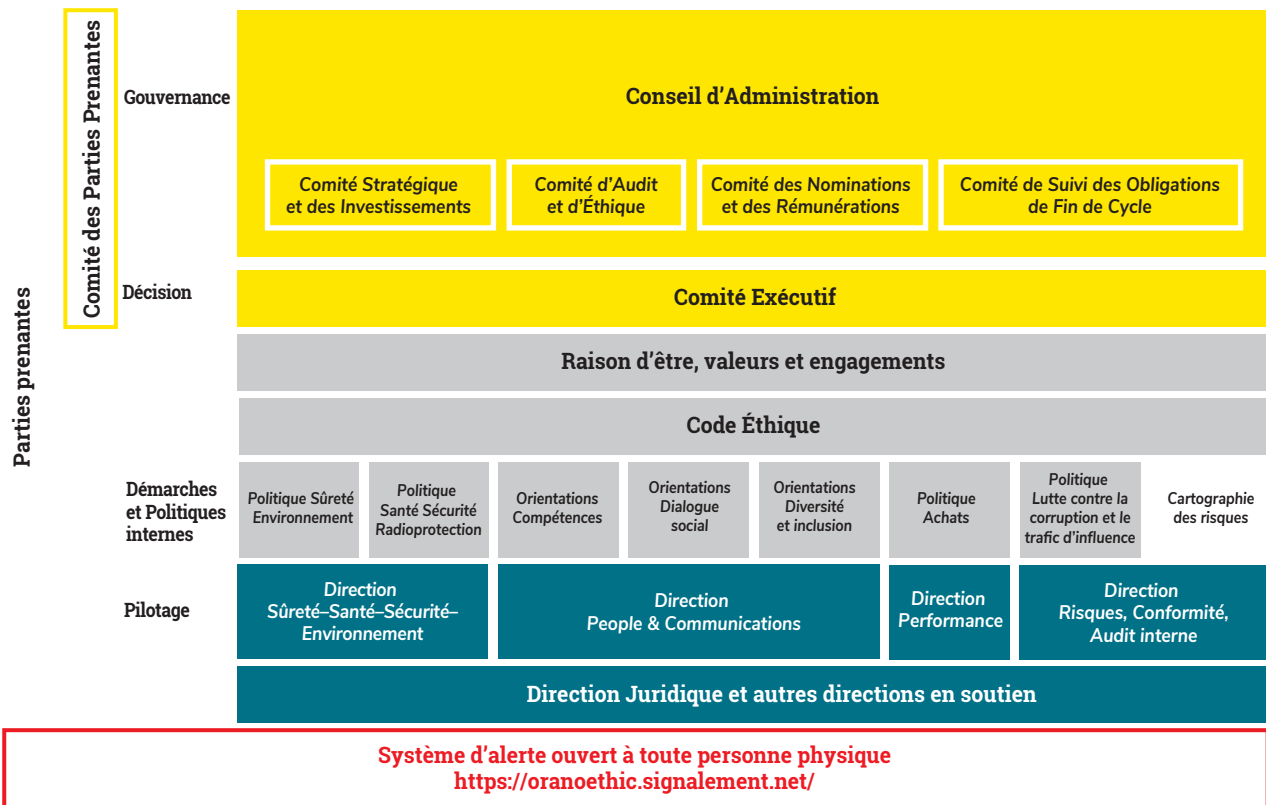 Parties prenantes
Comité des Parties Prenantes
Gouvernance
Conseil d'Administration
Comité Stratégique
et des Investissements
Comité d'Audit
et d'Éthique
Comité des Nominations
et des Rémunérations
Comité de Suivi des Obligations
de Fin de Cycle
Décision
Comité Exécutif
Raison d'être, valeurs et engagements
Code Éthique
Démarches
et Politiques
internes
Politique Sûreté
Environnement
Politique
Santé Sécurité
Radioprotection
Orientations
Compétences
Orientations
Dialogue
social
Orientations
Diversité
et inclusion
Politique
Achats
Politique
Lutte contre la
corruption et le
trafic d'influence
Cartographie
des risques
Pilotage
Direction
Sûreté–Santé–Sécurité–
Environnement
Direction
People & Communications
Direction
Performance
Direction
Risques, Conformité,
Audit interne
Direction Juridique et autres directions en soutien
Système d'alerte ouvert à toute personne physique
https://oranoethic.signalement.net/